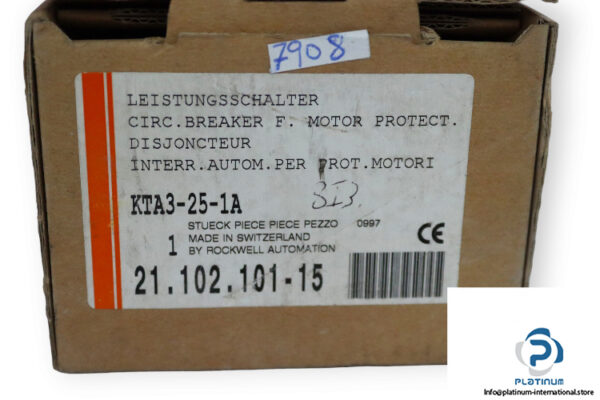 7908
LEISTUNGSSCHALTER
CIRC.BREAKER F. MOTOR PROTECT.
DISJONCTEUR
INTERR.AUTOM.PER PROT.MOTORI
KTA3-25-1A
STUECK PIECE PIECE PEZZO 0997
1 MADE IN SWITZERLAND
BY ROCKWELL AUTOMATION
CE
21.102.101-15
PLATINUM
Info@platinum-international.store